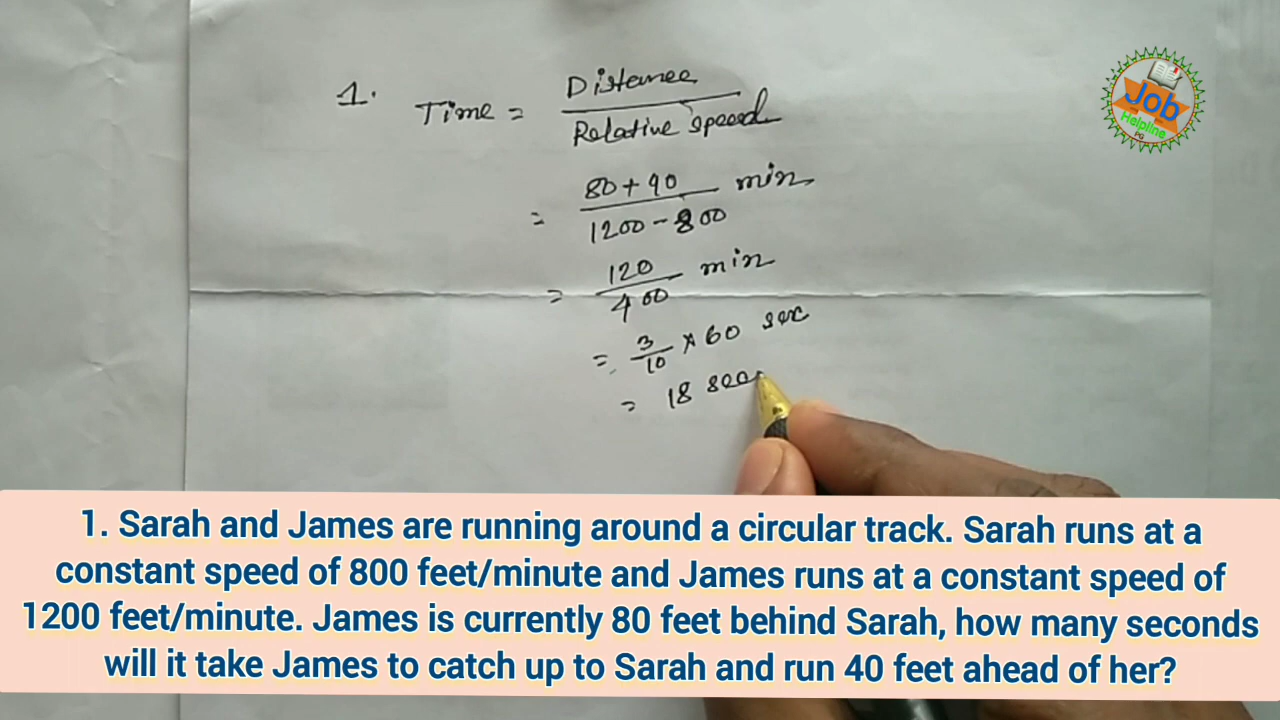 1. Time = Distance / Relative speed
= 80 + 40 / 1200 - 800 min
= 120 / 400 min
= 3 / 10 × 60 sec
= 18 sec
Job
Helpline
PG
1. Sarah and James are running around a circular track. Sarah runs at a
constant speed of 800 feet/minute and James runs at a constant speed of
1200 feet/minute. James is currently 80 feet behind Sarah, how many seconds
will it take James to catch up to Sarah and run 40 feet ahead of her?